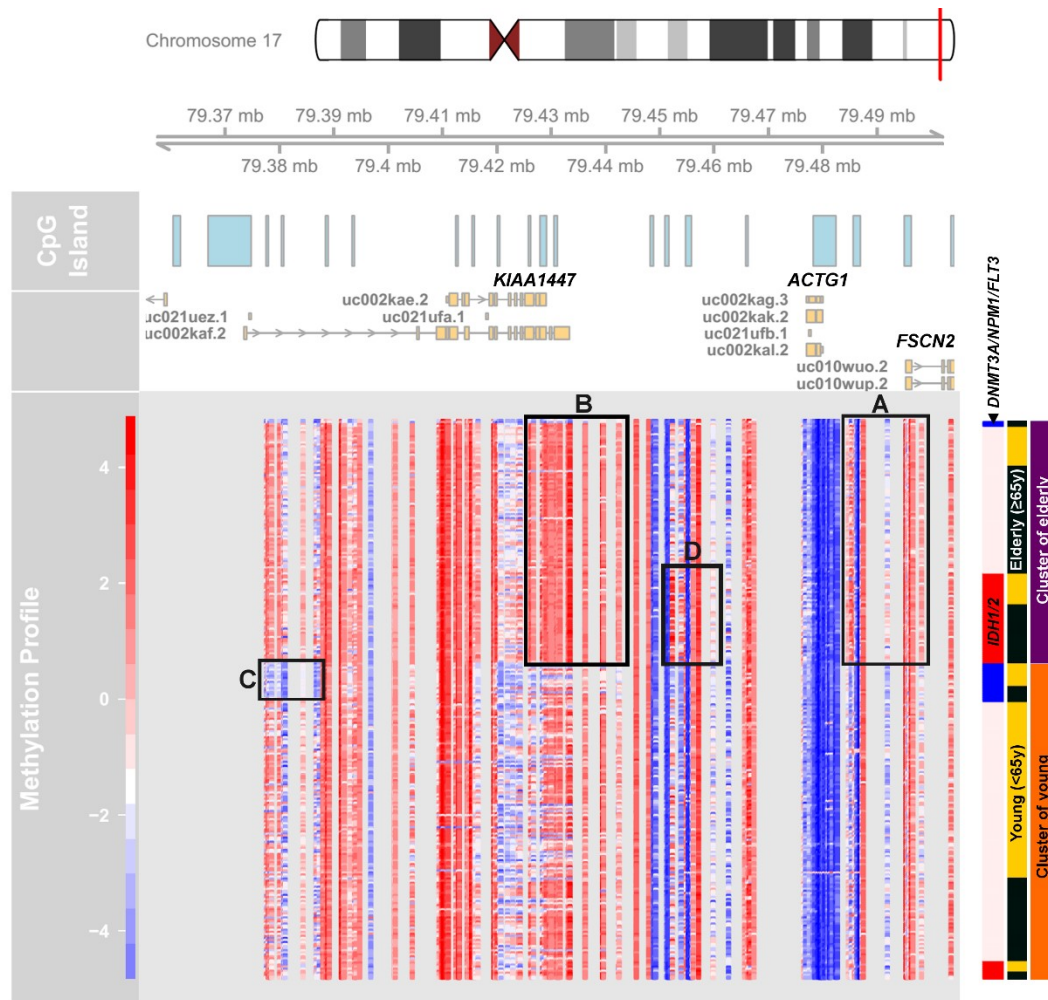 Chromosome 17
79.37 mb 79.39 mb 79.41 mb 79.43 mb 79.45 mb 79.47 mb 79.49 mb
79.38 mb 79.4 mb 79.42 mb 79.44 mb 79.46 mb 79.48 mb
CpG
Island
KIAA1447 ACTG1
uc002kae.2 uc002kag.3
uc021uez.1 uc021ufa.1 uc002kak.2
uc002kaf.2 uc021ufb.1
uc002kal.2 FSCN2
uc010wuo.2
uc010wup.2
DNMT3A/NPM1/FLT3
B A
4
D
2
C
0
−2
−4
Methylation Profile
IDH1/2
Elderly (≥65y)
Young (<65y)
Cluster of elderly
Cluster of young